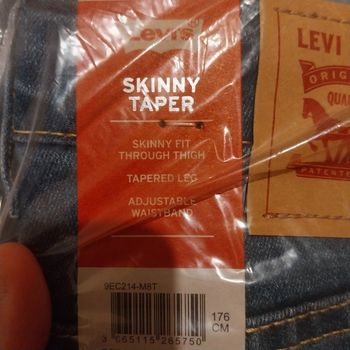 Levi's
SKINNY
TAPER
SKINNY FIT
THROUGH THIGH
TAPERED LEG
ADJUSTABLE
WAISTBAND
9EC214-M8T
176
CM
3 665115 285750
LEVI
ORIG
QUA
PATENTE